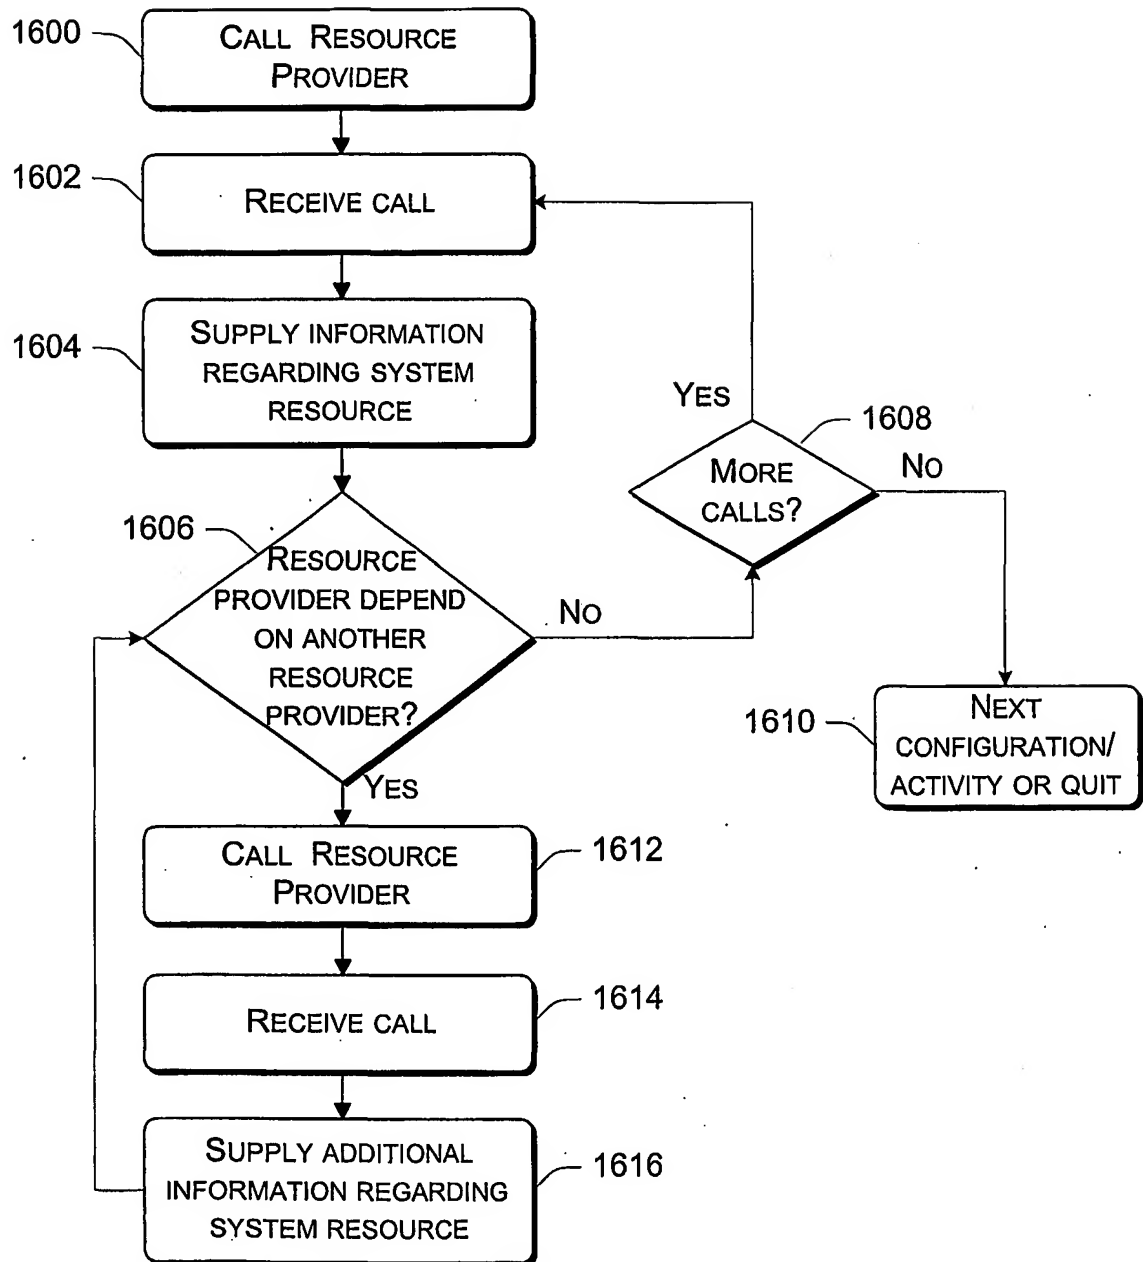 1600
CALL RESOURCE
PROVIDER
1602
RECEIVE CALL
1604
SUPPLY INFORMATION
REGARDING SYSTEM
RESOURCE
YES
1608
MORE
CALLS?
NO
1606
RESOURCE
PROVIDER DEPEND
ON ANOTHER
RESOURCE
PROVIDER?
NO
1610
NEXT
CONFIGURATION/
ACTIVITY OR QUIT
YES
CALL RESOURCE
PROVIDER
1612
RECEIVE CALL
1614
SUPPLY ADDITIONAL
INFORMATION REGARDING
SYSTEM RESOURCE
1616